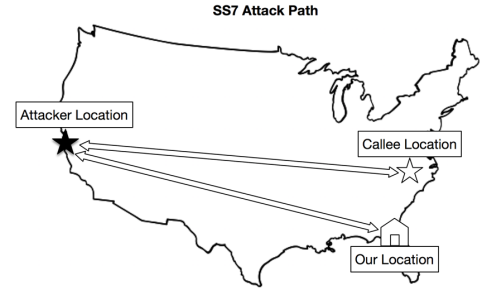 SS7 Attack Path
Attacker Location
Callee Location
Our Location